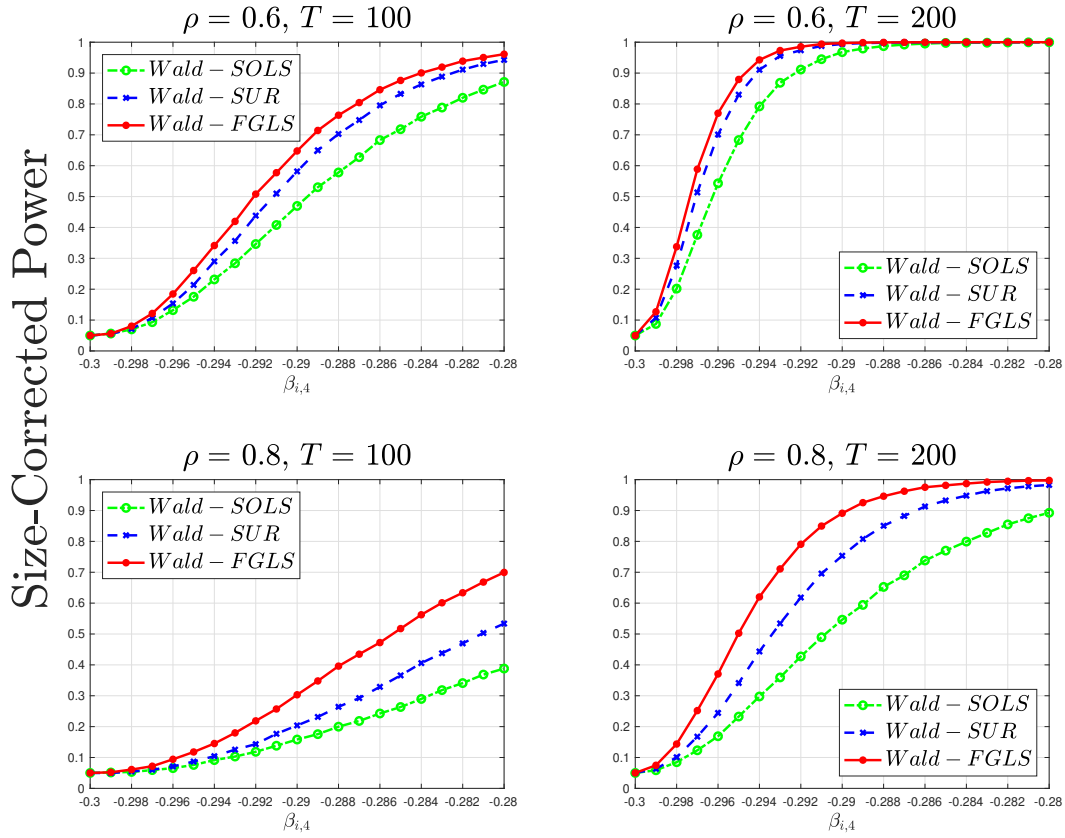 Size-Corrected Power
ρ = 0.6, T = 100
1
0.9
0.8
0.7
0.6
0.5
0.4
0.3
0.2
0.1
0
Wald − SOLS
Wald − SUR
Wald − FGLS
-0.3 -0.298 -0.296 -0.294 -0.292 -0.29 -0.288 -0.286 -0.284 -0.282 -0.28
β_{i,4}
ρ = 0.6, T = 200
1
0.9
0.8
0.7
0.6
0.5
0.4
0.3
0.2
0.1
0
Wald − SOLS
Wald − SUR
Wald − FGLS
-0.3 -0.298 -0.296 -0.294 -0.292 -0.29 -0.288 -0.286 -0.284 -0.282 -0.28
β_{i,4}
ρ = 0.8, T = 100
1
0.9
0.8
0.7
0.6
0.5
0.4
0.3
0.2
0.1
0
Wald − SOLS
Wald − SUR
Wald − FGLS
-0.3 -0.298 -0.296 -0.294 -0.292 -0.29 -0.288 -0.286 -0.284 -0.282 -0.28
β_{i,4}
ρ = 0.8, T = 200
1
0.9
0.8
0.7
0.6
0.5
0.4
0.3
0.2
0.1
0
Wald − SOLS
Wald − SUR
Wald − FGLS
-0.3 -0.298 -0.296 -0.294 -0.292 -0.29 -0.288 -0.286 -0.284 -0.282 -0.28
β_{i,4}